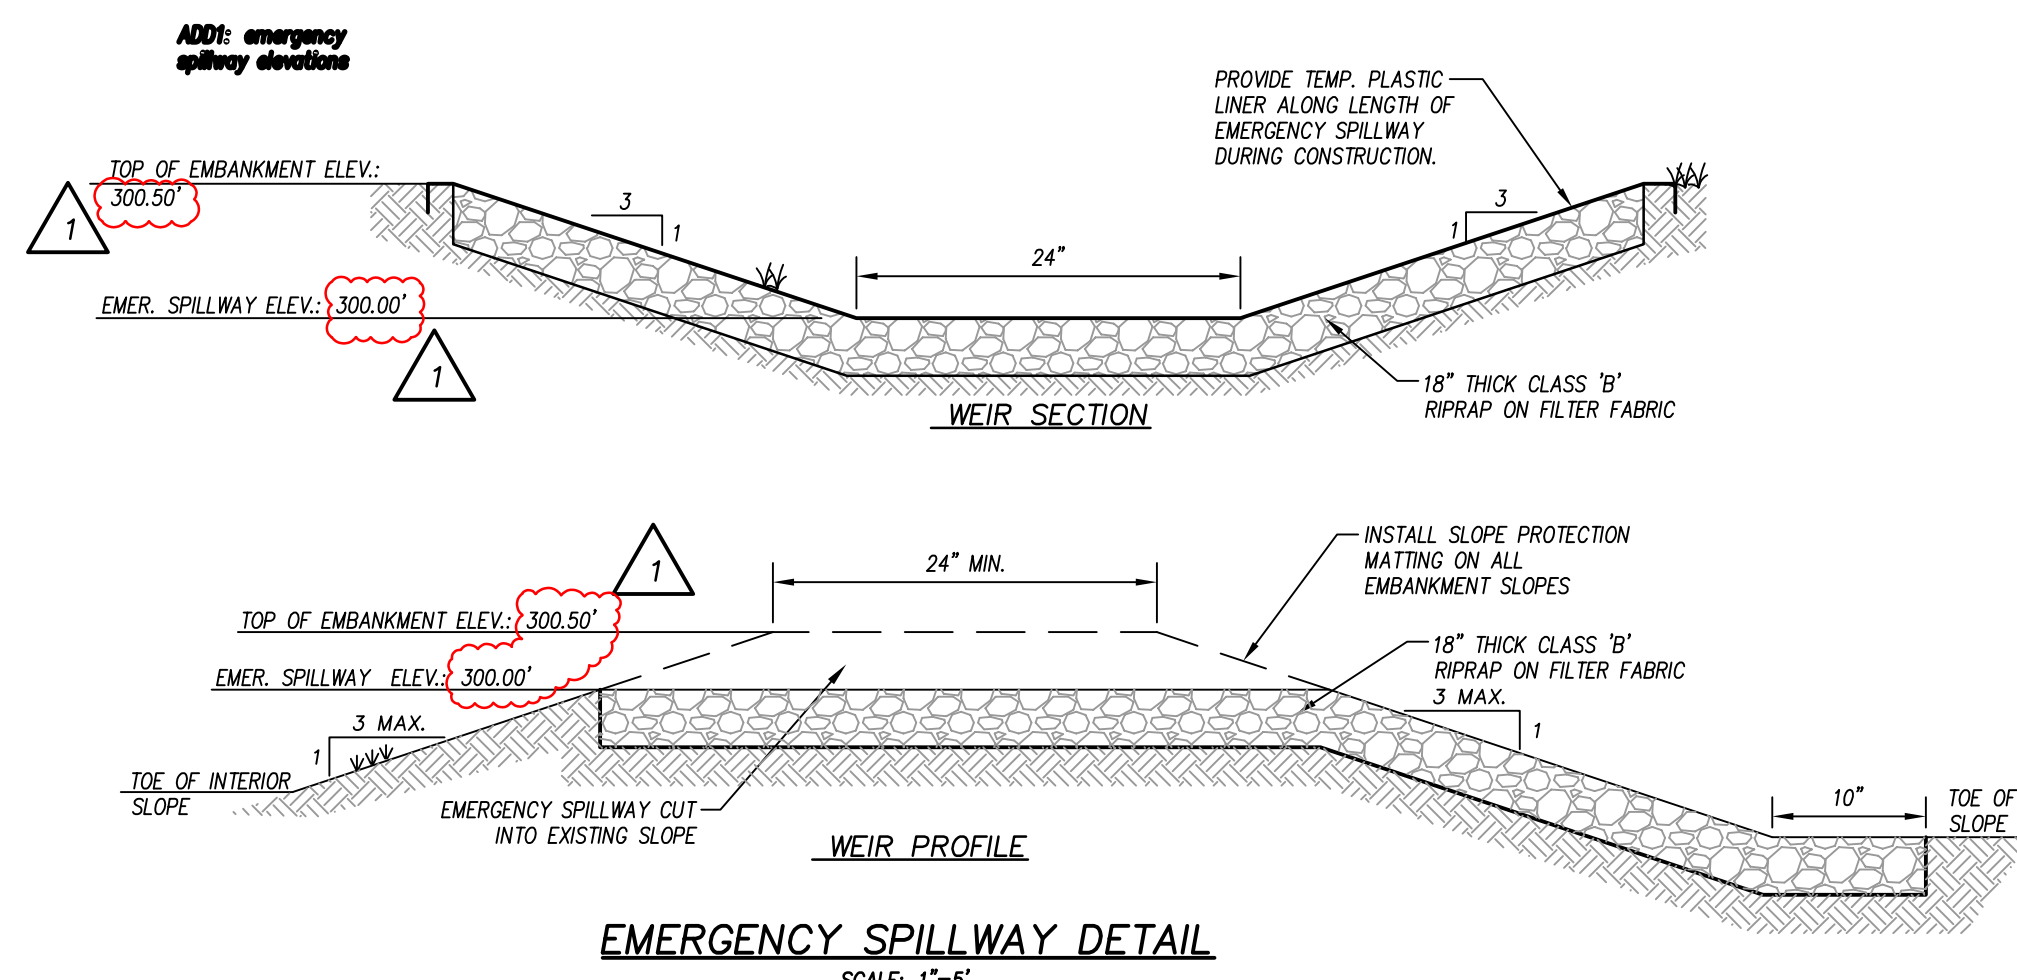 ADD1: emergency
spillway elevations
PROVIDE TEMP. PLASTIC
LINER ALONG LENGTH OF
EMERGENCY SPILLWAY
DURING CONSTRUCTION.
TOP OF EMBANKMENT ELEV.:
300.50'
1
3
1
3
1
24"
EMER. SPILLWAY ELEV.: 300.00'
1
18" THICK CLASS 'B'
RIPRAP ON FILTER FABRIC
WEIR SECTION
1
24" MIN.
INSTALL SLOPE PROTECTION
MATTING ON ALL
EMBANKMENT SLOPES
TOP OF EMBANKMENT ELEV.: 300.50'
18" THICK CLASS 'B'
RIPRAP ON FILTER FABRIC
EMER. SPILLWAY ELEV.: 300.00'
3 MAX.
1
3 MAX.
1
TOE OF INTERIOR
SLOPE
EMERGENCY SPILLWAY CUT
INTO EXISTING SLOPE
10"
TOE OF
SLOPE
WEIR PROFILE
EMERGENCY SPILLWAY DETAIL
SCALE: 1"=5'